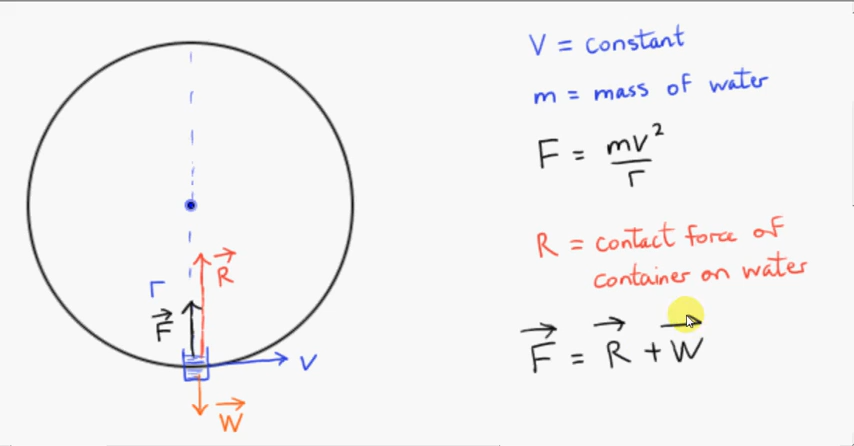 V = constant
m = mass of water
F = mv²/r
R = contact force of
container on water
F⃗ = R⃗ + W⃗
R⃗
r
F⃗
v
W⃗